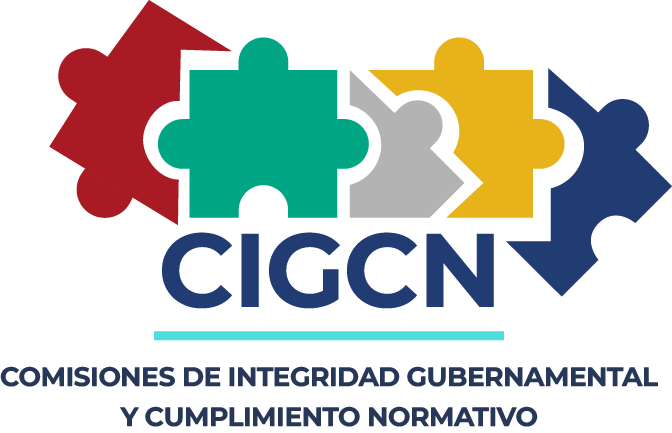 CIGCN
COMISIONES DE INTEGRIDAD GUBERNAMENTAL
Y CUMPLIMIENTO NORMATIVO